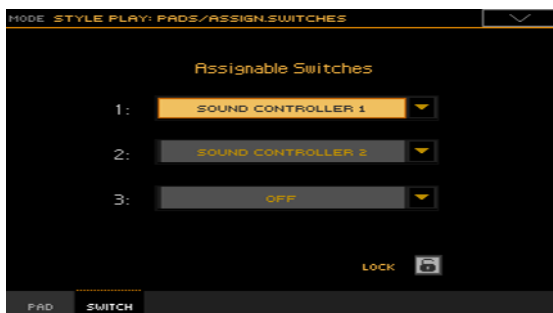 MODE STYLE PLAY: PADS/ASSIGN.SWITCHES
Assignable Switches
1: SOUND CONTROLLER 1
2: SOUND CONTROLLER 2
3: OFF
LOCK
PAD SWITCH